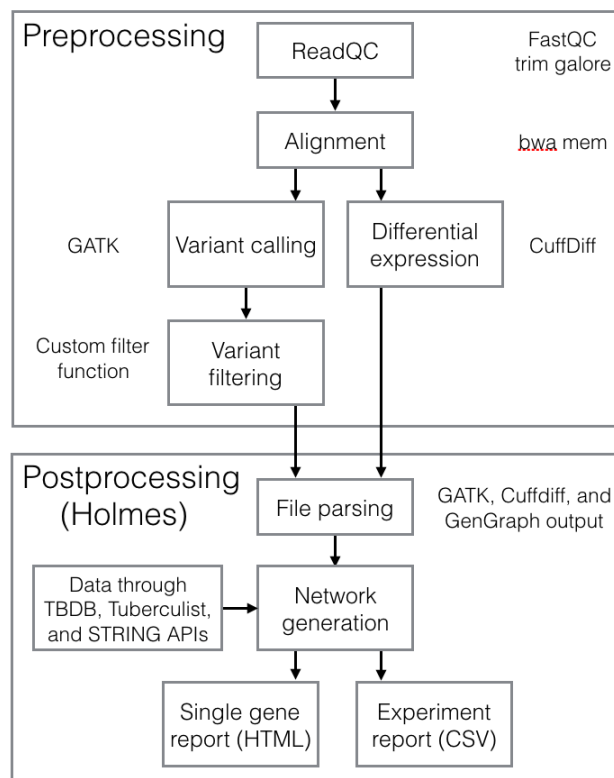 Preprocessing
ReadQC
FastQC
trim galore
Alignment
bwa mem
GATK
Variant calling
Differential
expression
CuffDiff
Custom filter
function
Variant
filtering
Postprocessing
(Holmes)
File parsing
GATK, Cuffdiff, and
GenGraph output
Data through
TBDB, Tuberculist,
and STRING APIs
Network
generation
Single gene
report (HTML)
Experiment
report (CSV)